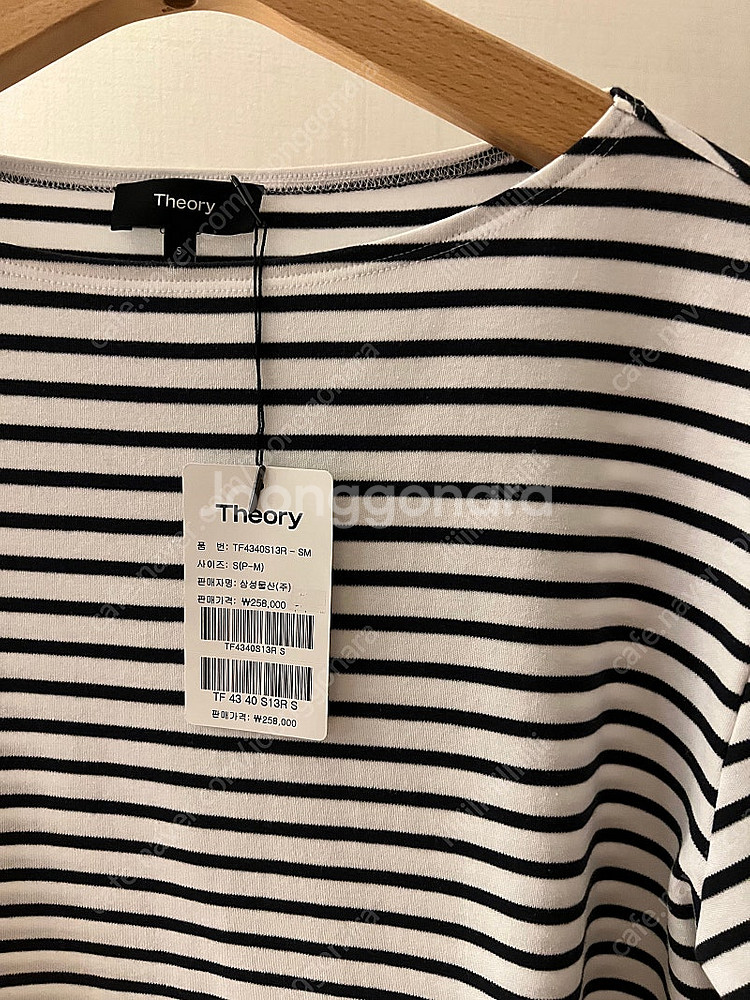 Theory
S
Theory
품 번: TF4340S13R - SM
사이즈: S(P-M)
판매자명: 삼성물산(주)
판매가격: ₩258,000 -
TF4340S13R S
TF 43 40 S13R S
판매가격: ₩258,000
joonggonara